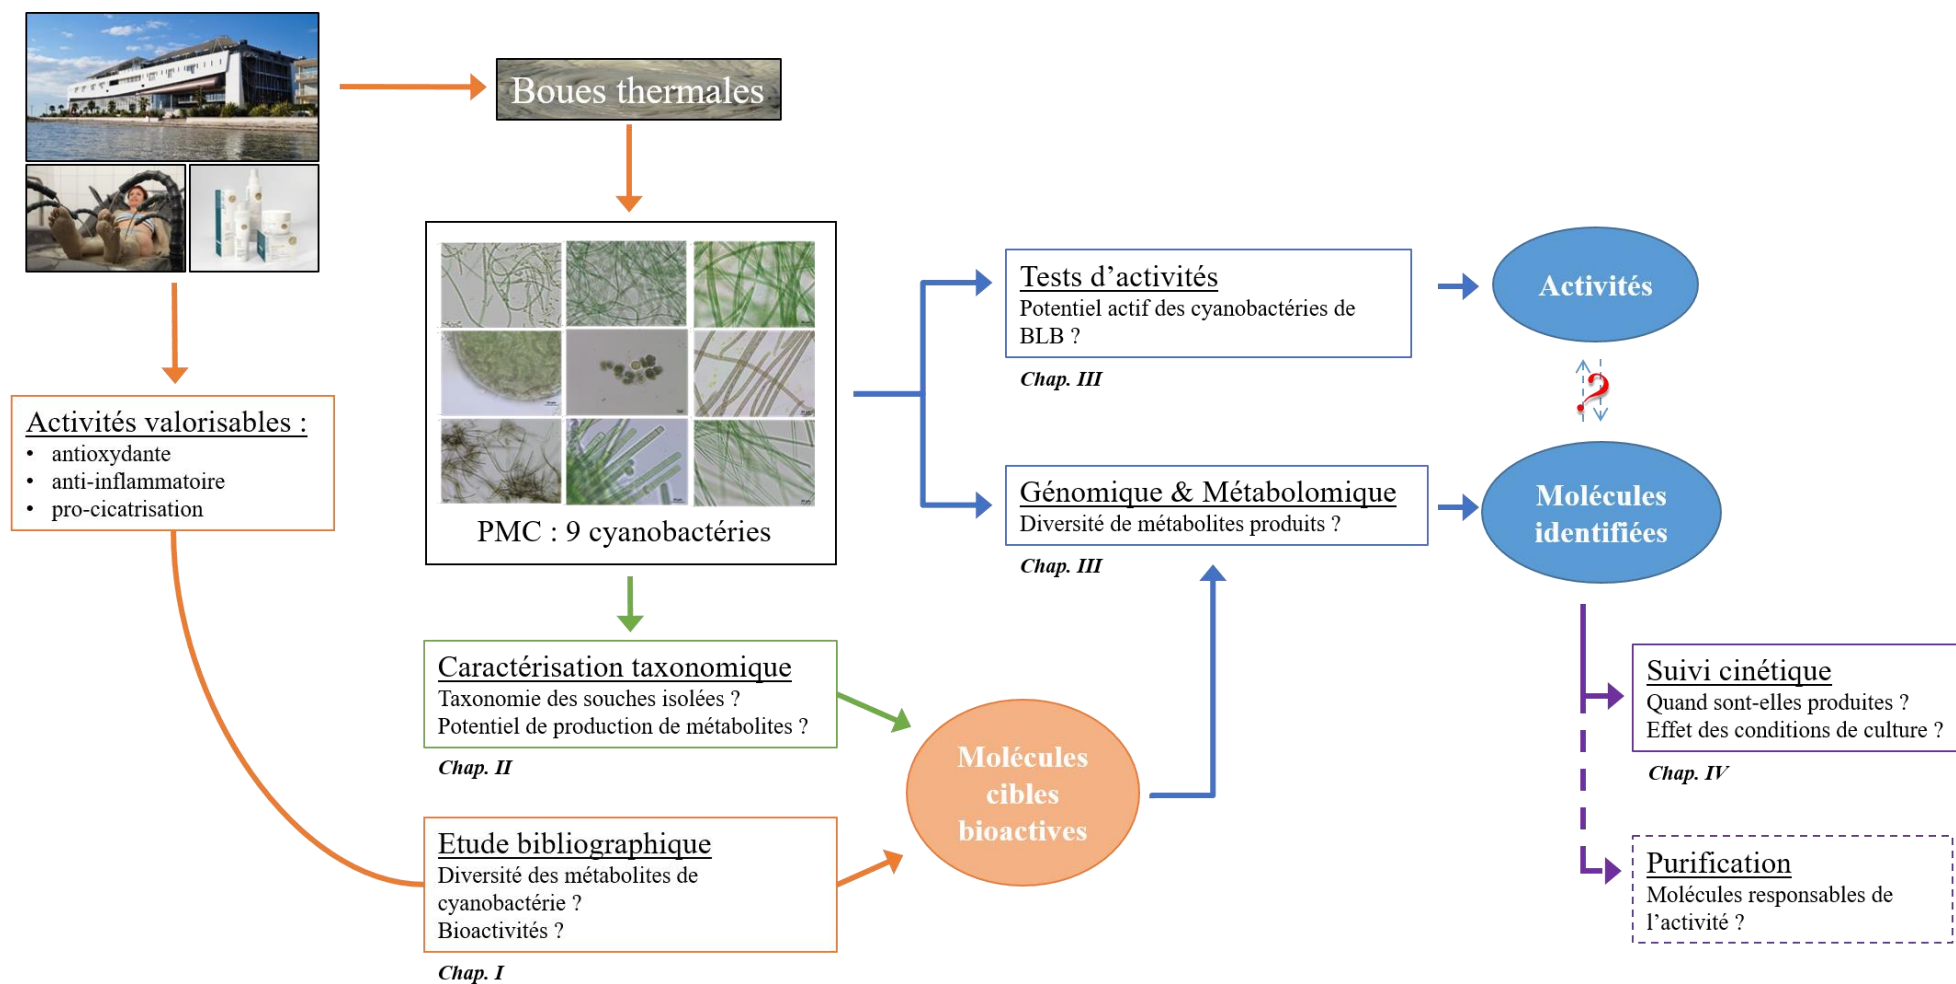 Boues thermales
Activités valorisables :
• antioxydante
• anti-inflammatoire
• pro-cicatrisation
PMC : 9 cyanobactéries
Caractérisation taxonomique
Taxonomie des souches isolées ?
Potentiel de production de métabolites ?
Chap. II
Etude bibliographique
Diversité des métabolites de
cyanobactérie ?
Bioactivités ?
Chap. I
Molécules
cibles
bioactives
Tests d’activités
Potentiel actif des cyanobactéries de
BLB ?
Chap. III
Génomique & Métabolomique
Diversité de métabolites produits ?
Chap. III
Activités
?
Molécules
identifiées
Suivi cinétique
Quand sont-elles produites ?
Effet des conditions de culture ?
Chap. IV
Purification
Molécules responsables de
l’activité ?